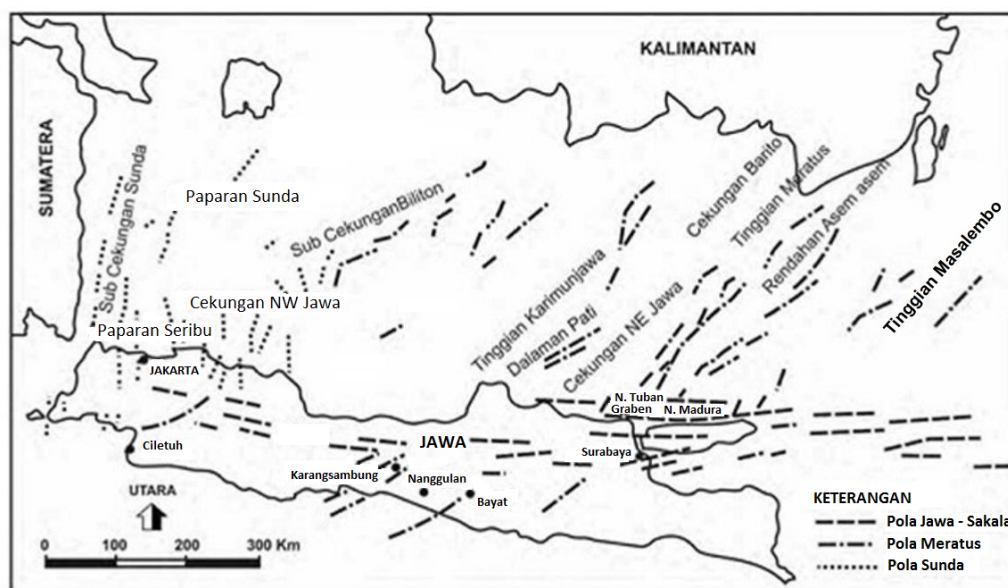 KALIMANTAN
SUMATERA
Paparan Sunda
Sub Cekungan Sunda
Sub CekunganBiliton
Cekungan Barito
Tinggian Meratus
Rendahan Asem asem
Tinggian Masalembo
Cekungan NW Jawa
Paparan Seribu
Tinggian Karimunjawa
Dalaman Pati
Cekungan NE Jawa
JAKARTA
N. Tuban
Graben
N. Madura
JAWA
Ciletuh
Surabaya
Karangsambung
Nanggulan
Bayat
UTARA
0 100 200 300 Km
KETERANGAN
Pola Jawa - Sakala
Pola Meratus
Pola Sunda